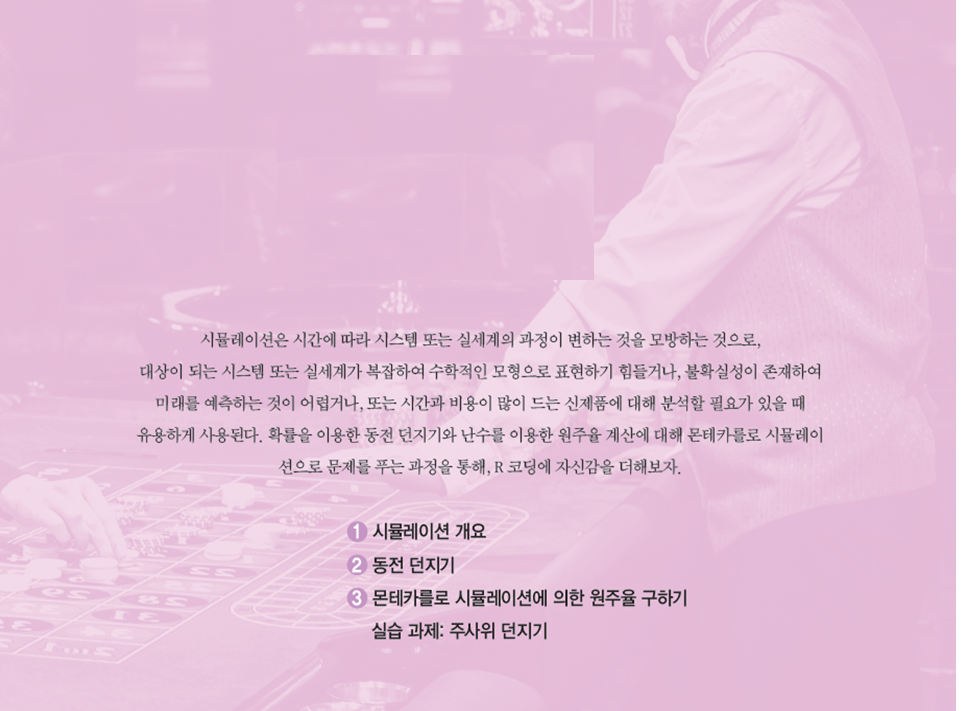 시뮬레이션은 시간에 따라 시스템 또는 실세계의 과정이 변하는 것을 모방하는 것으로,
대상이 되는 시스템 또는 실세계가 복잡하여 수학적인 모형으로 표현하기 힘들거나, 불확실성이 존재하여
미래를 예측하는 것이 어렵거나, 또는 시간과 비용이 많이 드는 신제품에 대해 분석할 필요가 있을 때
유용하게 사용된다. 확률을 이용한 동전 던지기와 난수를 이용한 원주율 계산에 대해 몬테카를로 시뮬레이
션으로 문제를 푸는 과정을 통해, R 코딩에 자신감을 더해보자.
1 시뮬레이션 개요
2 동전 던지기
3 몬테카를로 시뮬레이션에 의한 원주율 구하기
실습 과제: 주사위 던지기